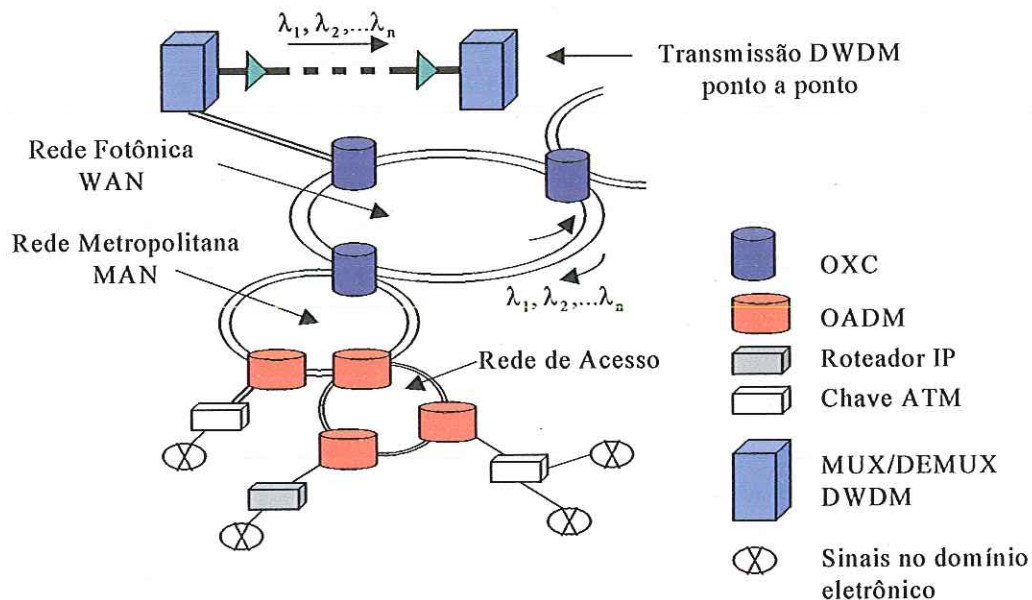 λ1, λ2,...λn
Transmissão DWDM
ponto a ponto
Rede Fotônica
WAN
Rede Metropolitana
MAN
λ1, λ2,...λn
Rede de Acesso
OXC
OADM
Roteador IP
Chave ATM
MUX/DEMUX
DWDM
Sinais no domínio
eletrônico